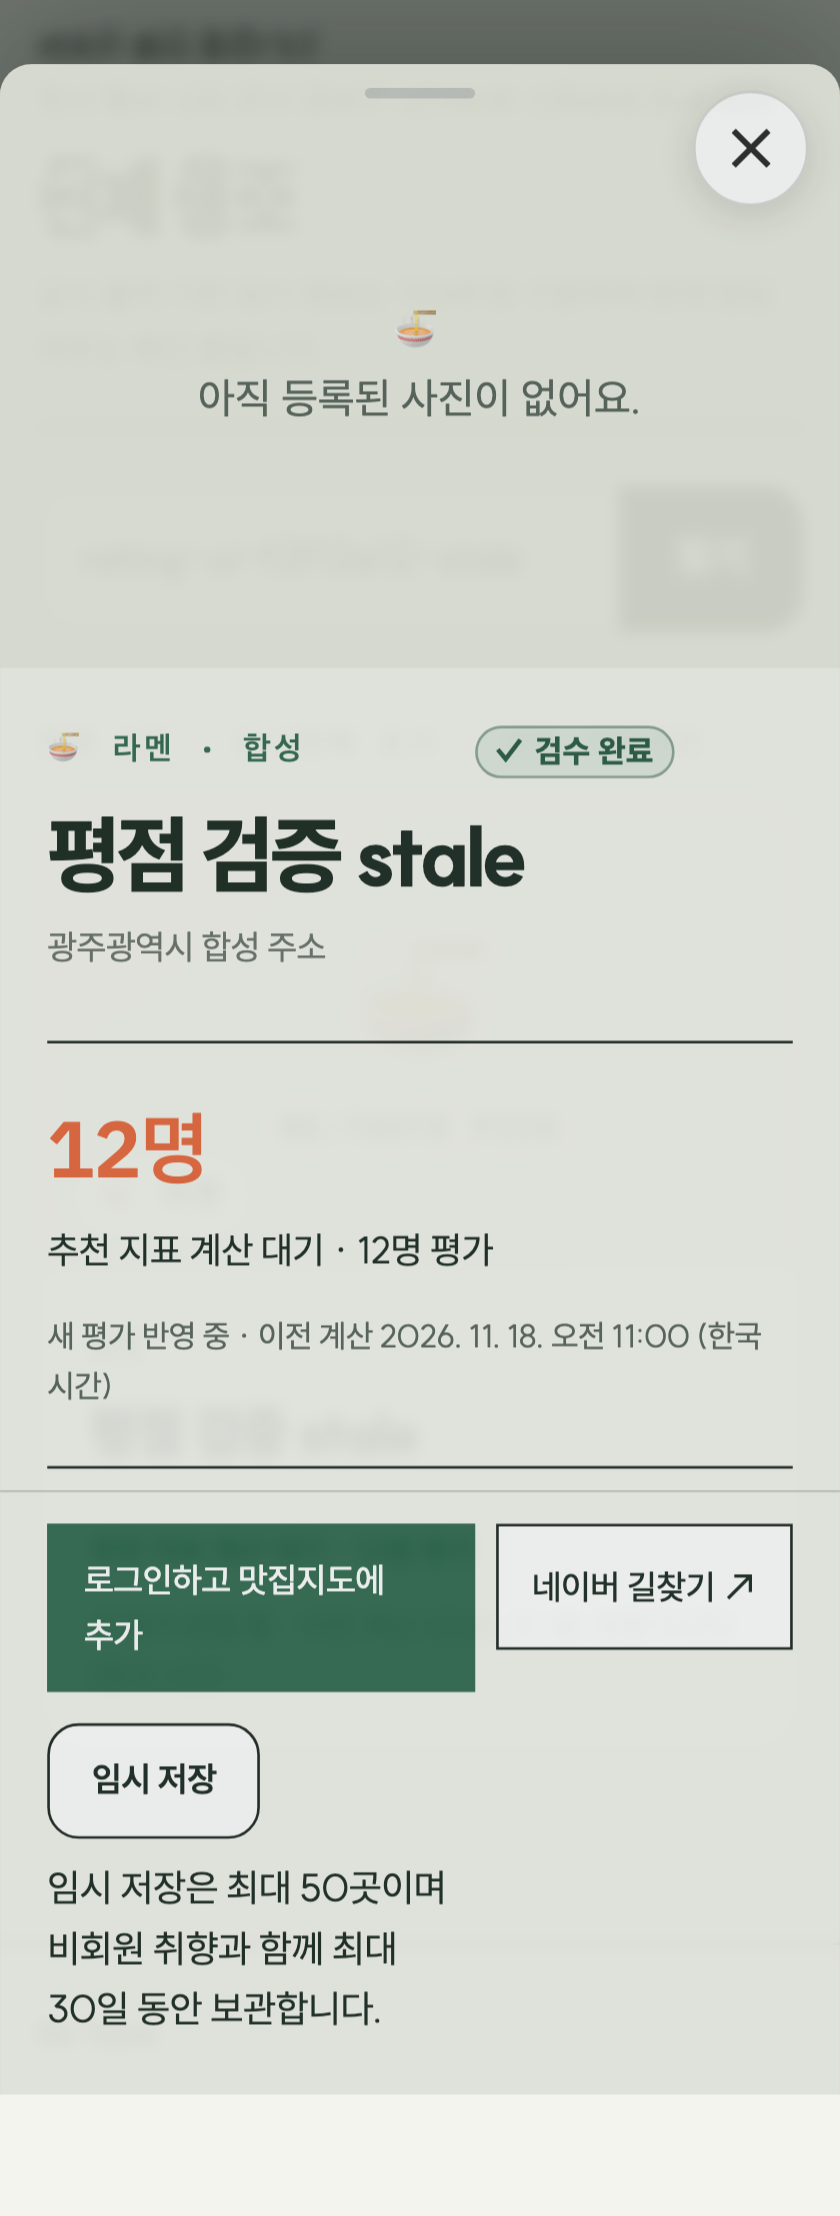 아직 등록된 사진이 없어요.
라멘 · 합성
✓ 검수 완료
평점 검증 stale
광주광역시 합성 주소
12명
추천 지표 계산 대기 · 12명 평가
새 평가 반영 중 · 이전 계산 2026. 11. 18. 오전 11:00 (한국
시간)
평점 검증 stale
로그인하고 맛집지도에
추가
네이버 길찾기 ↗
임시 저장
임시 저장은 최대 50곳이며
비회원 취향과 함께 최대
30일 동안 보관합니다.